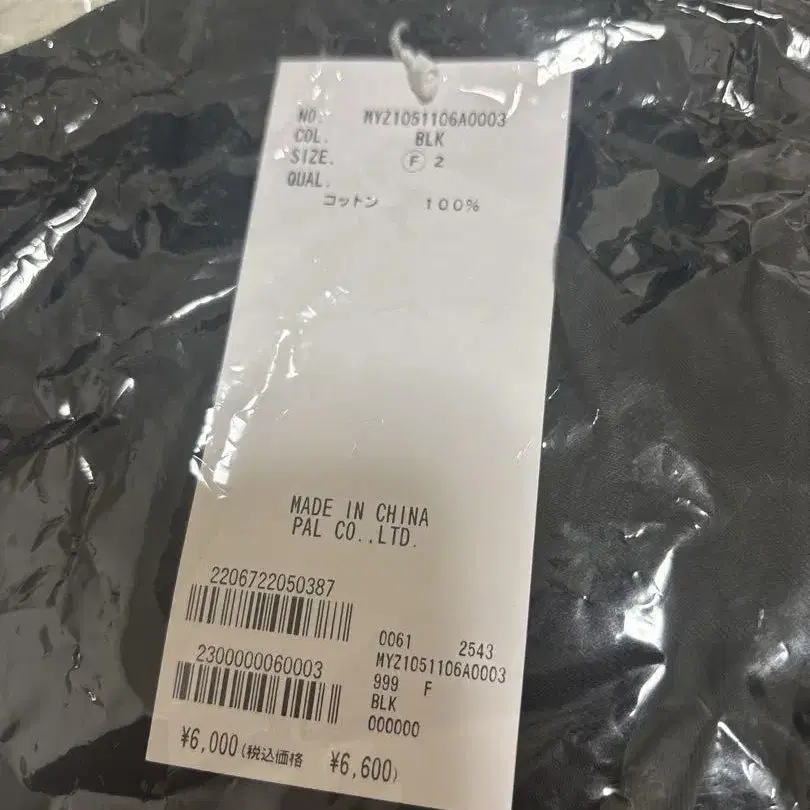 NO. MYZ1051106A0003
COL. BLK
SIZE. Ⓕ 2
QUAL.
コットン 100%
MADE IN CHINA
PAL CO.,LTD.
2206722050387
2300000060003
0061 2543
MYZ1051106A0003
999 F
BLK
000000
¥6,000(税込価格 ¥6,600)